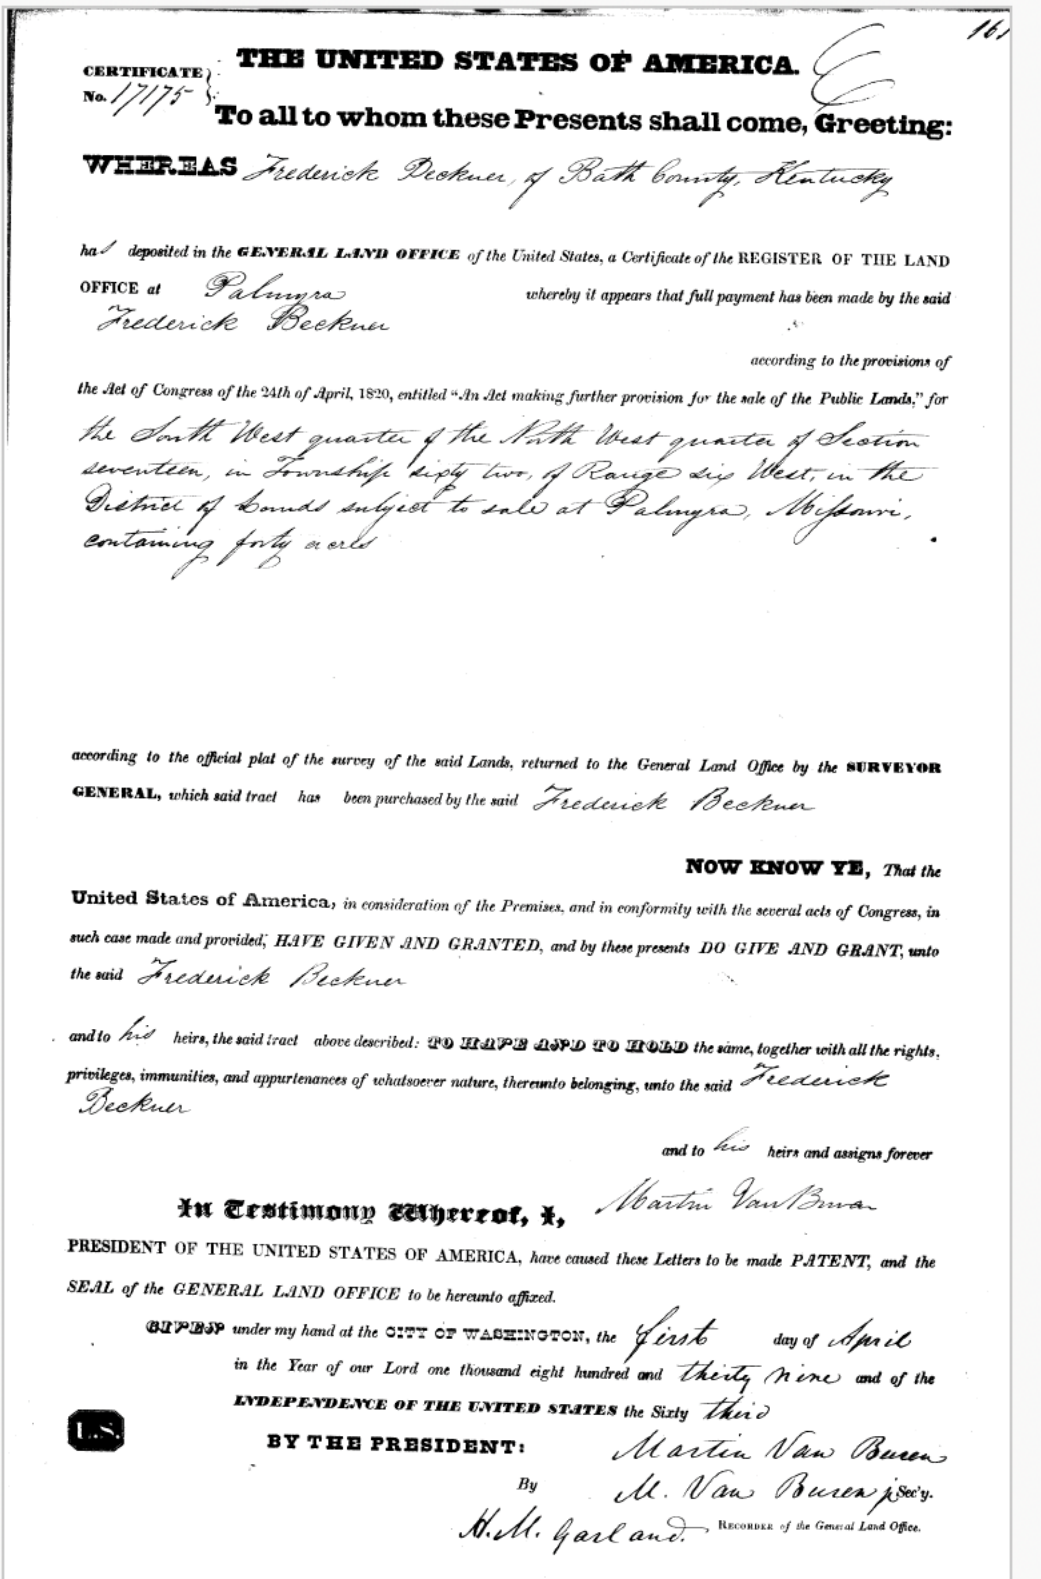 161
THE UNITED STATES OF AMERICA.
CERTIFICATE
No. 17175
To all to whom these Presents shall come, Greeting:
WHEREAS Frederick Beckner, of Bath County, Kentucky
has deposited in the GENERAL LAND OFFICE of the United States, a Certificate of the REGISTER OF THE LAND
OFFICE at Palmyra whereby it appears that full payment has been made by the said
Frederick Beckner
according to the provisions of
the Act of Congress of the 24th of April, 1820, entitled “An Act making further provision for the sale of the Public Lands,” for
the South West quarter of the North West quarter of Section
seventeen, in Township sixty two, of Range six West, in the
District of Lands subject to sale at Palmyra, Missouri,
containing forty acres
according to the official plat of the survey of the said Lands, returned to the General Land Office by the SURVEYOR
GENERAL, which said tract has been purchased by the said Frederick Beckner
NOW KNOW YE, That the
United States of America, in consideration of the Premises, and in conformity with the several acts of Congress, in
such case made and provided, HAVE GIVEN AND GRANTED, and by these presents DO GIVE AND GRANT, unto
the said Frederick Beckner
and to his heirs, the said tract above described: TO HAVE AND TO HOLD the same, together with all the rights,
privileges, immunities, and appurtenances of whatsoever nature, thereunto belonging, unto the said Frederick
Beckner
and to his heirs and assigns forever
In Testimony Whereof, I, Martin Van Buren
PRESIDENT OF THE UNITED STATES OF AMERICA, have caused these Letters to be made PATENT, and the
SEAL of the GENERAL LAND OFFICE to be hereunto affixed.
GIVEN under my hand at the CITY OF WASHINGTON, the first day of April
in the Year of our Lord one thousand eight hundred and thirty nine and of the
INDEPENDENCE OF THE UNITED STATES the Sixty third
L.S.
BY THE PRESIDENT: Martin Van Buren
By M. Van Buren jr Sec'y.
H. M. Garland. RECORDER of the General Land Office.